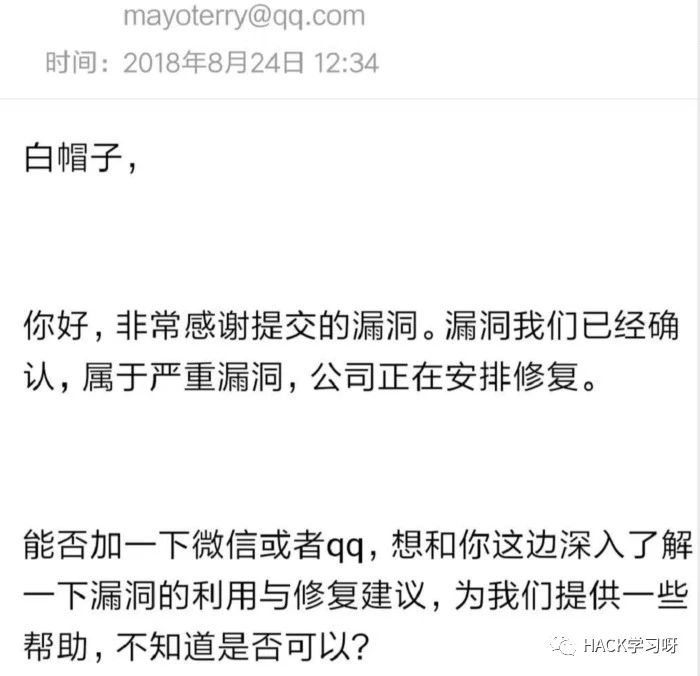 mayoterry@qq.com
时间：2018年8月24日 12:34
白帽子，
你好，非常感谢提交的漏洞。漏洞我们已经确
认，属于严重漏洞，公司正在安排修复。
能否加一下微信或者qq，想和你这边深入了解
一下漏洞的利用与修复建议，为我们提供一些
帮助，不知道是否可以？
HACK学习呀